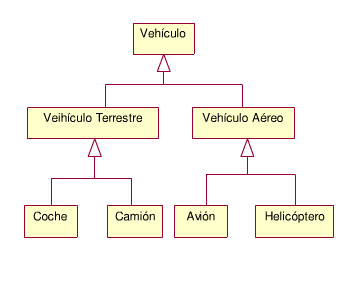 Vehículo
Veihículo Terrestre
Vehículo Aéreo
Coche
Camión
Avión
Helicóptero